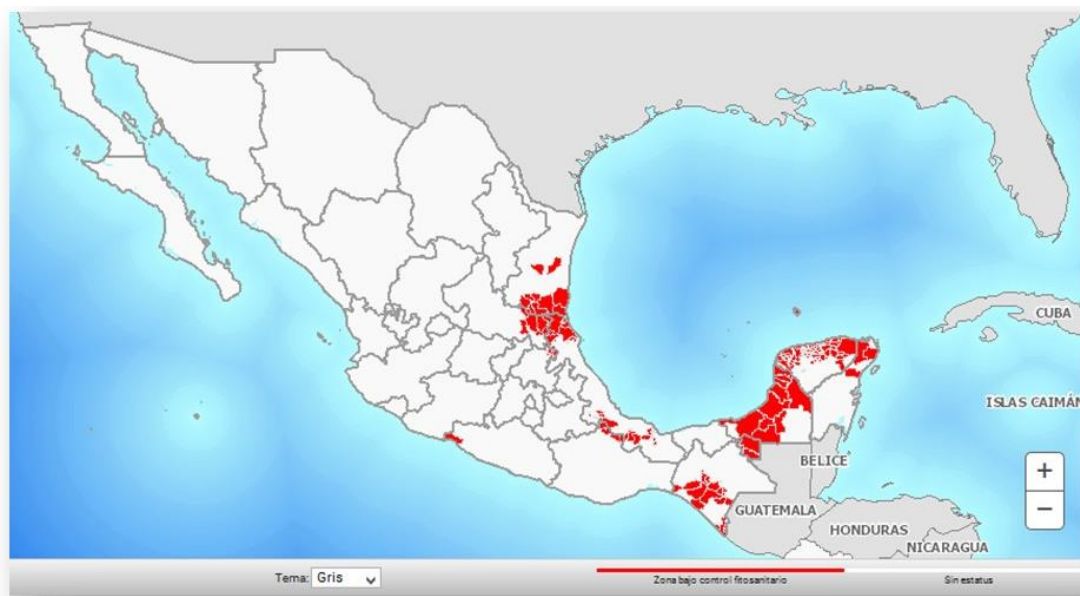 CUBA
ISLAS CAIMÁN
BELICE
GUATEMALA
HONDURAS
NICARAGUA
+
−
Tema: Gris
Zona bajo control fitosanitario
Sin estatus